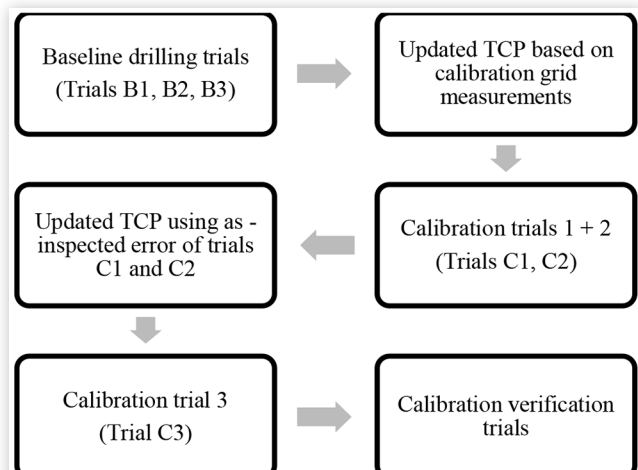 Baseline drilling trials
(Trials B1, B2, B3)
Updated TCP based on
calibration grid
measurements
Calibration trials 1 + 2
(Trials C1, C2)
Updated TCP using as -
inspected error of trials
C1 and C2
Calibration trial 3
(Trial C3)
Calibration verification
trials